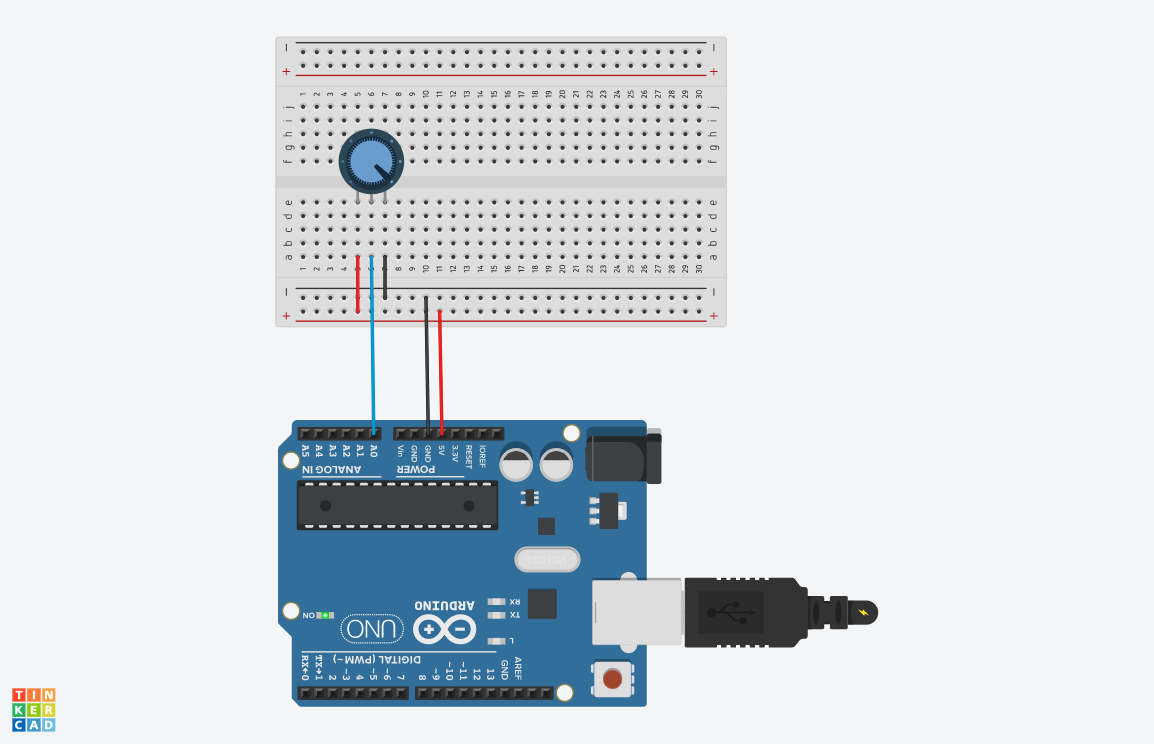 − −
+ +
1 2 3 4 5 6 7 8 9 10 11 12 13 14 15 16 17 18 19 20 21 22 23 24 25 26 27 28 29 30
j j
i i
h h
g g
f f
e e
d d
c c
b b
a a
1 2 3 4 5 7 8 9 10 11 12 13 14 15 16 17 18 19 20 21 22 23 24 25 26 27 28 29 30
− −
+ +
A5 A4 A3 A2 A1 A0 Vin GND GND 5V 3.3V RESET IOREF
ANALOG IN POWER
RX
ARDUINO
TX
ON
UNO
L
DIGITAL (PWM~)
RX←0 TX→1 2 ~3 4 ~5 ~6 7 8 ~9 ~10 ~11 12 13 GND AREF
TIN
KER
CAD